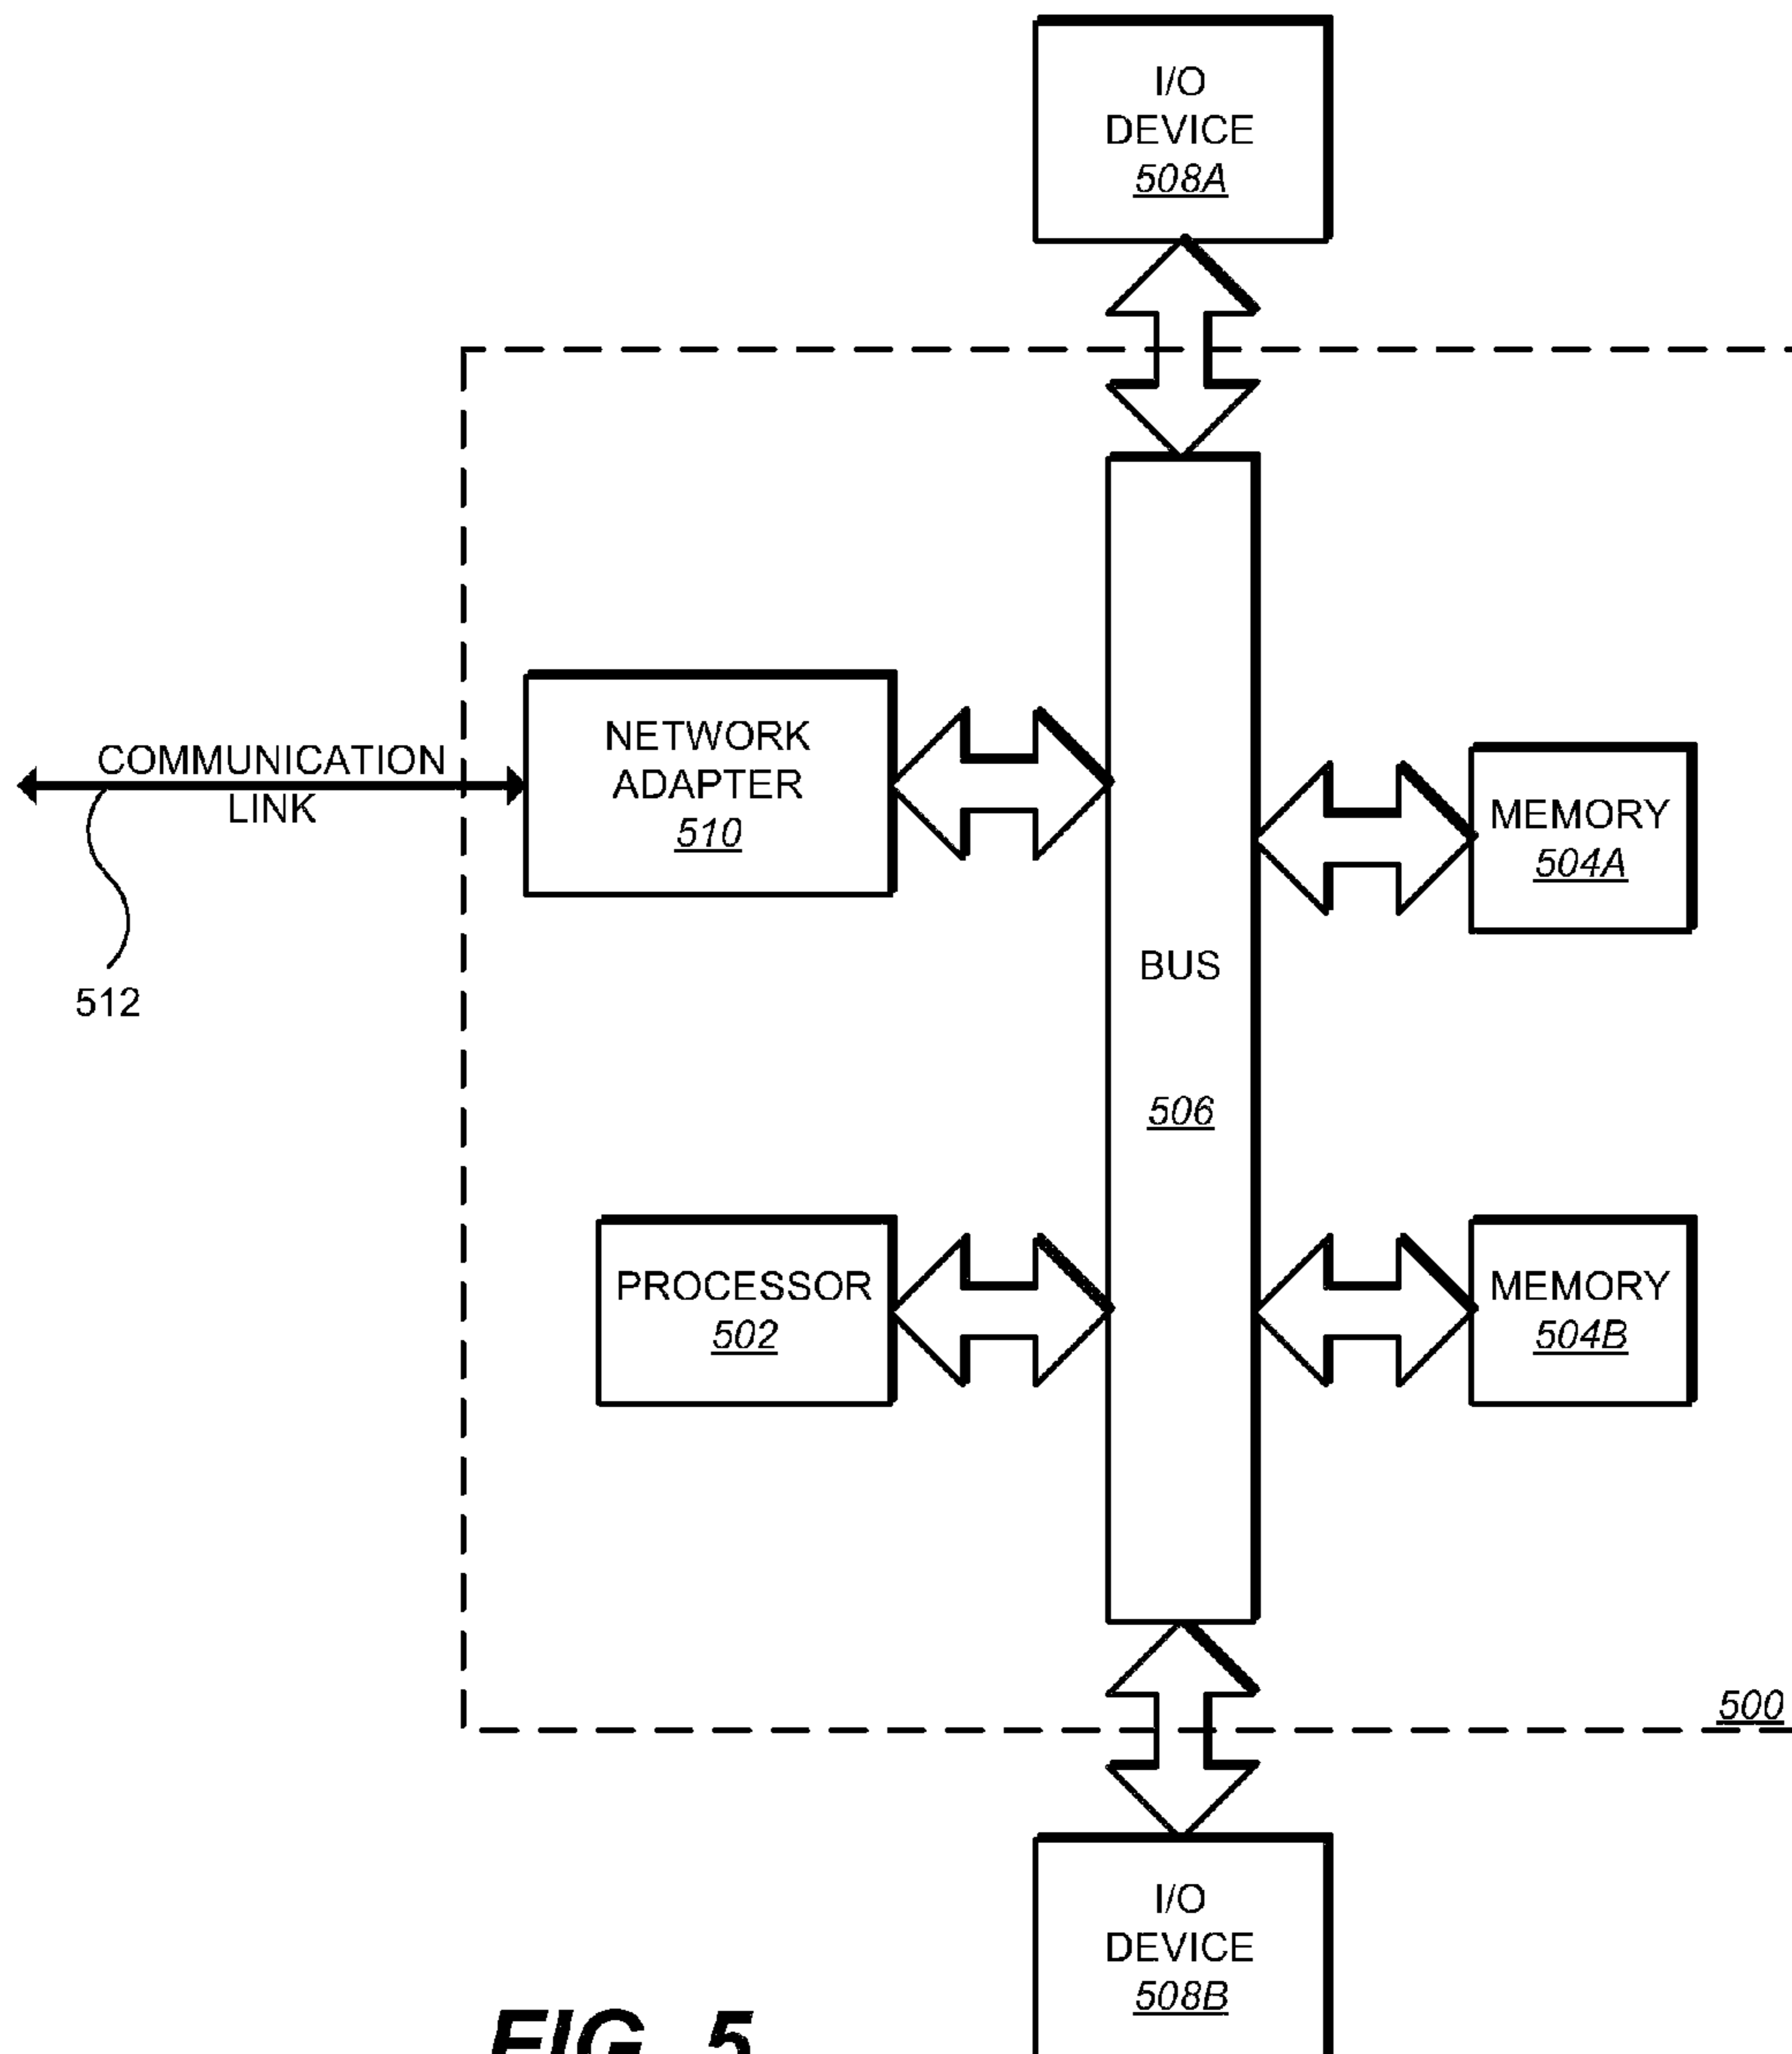 I/O
DEVICE
508A
COMMUNICATION
LINK
512
NETWORK
ADAPTER
510
MEMORY
504A
BUS
506
PROCESSOR
502
MEMORY
504B
500
I/O
DEVICE
508B
FIG. 5